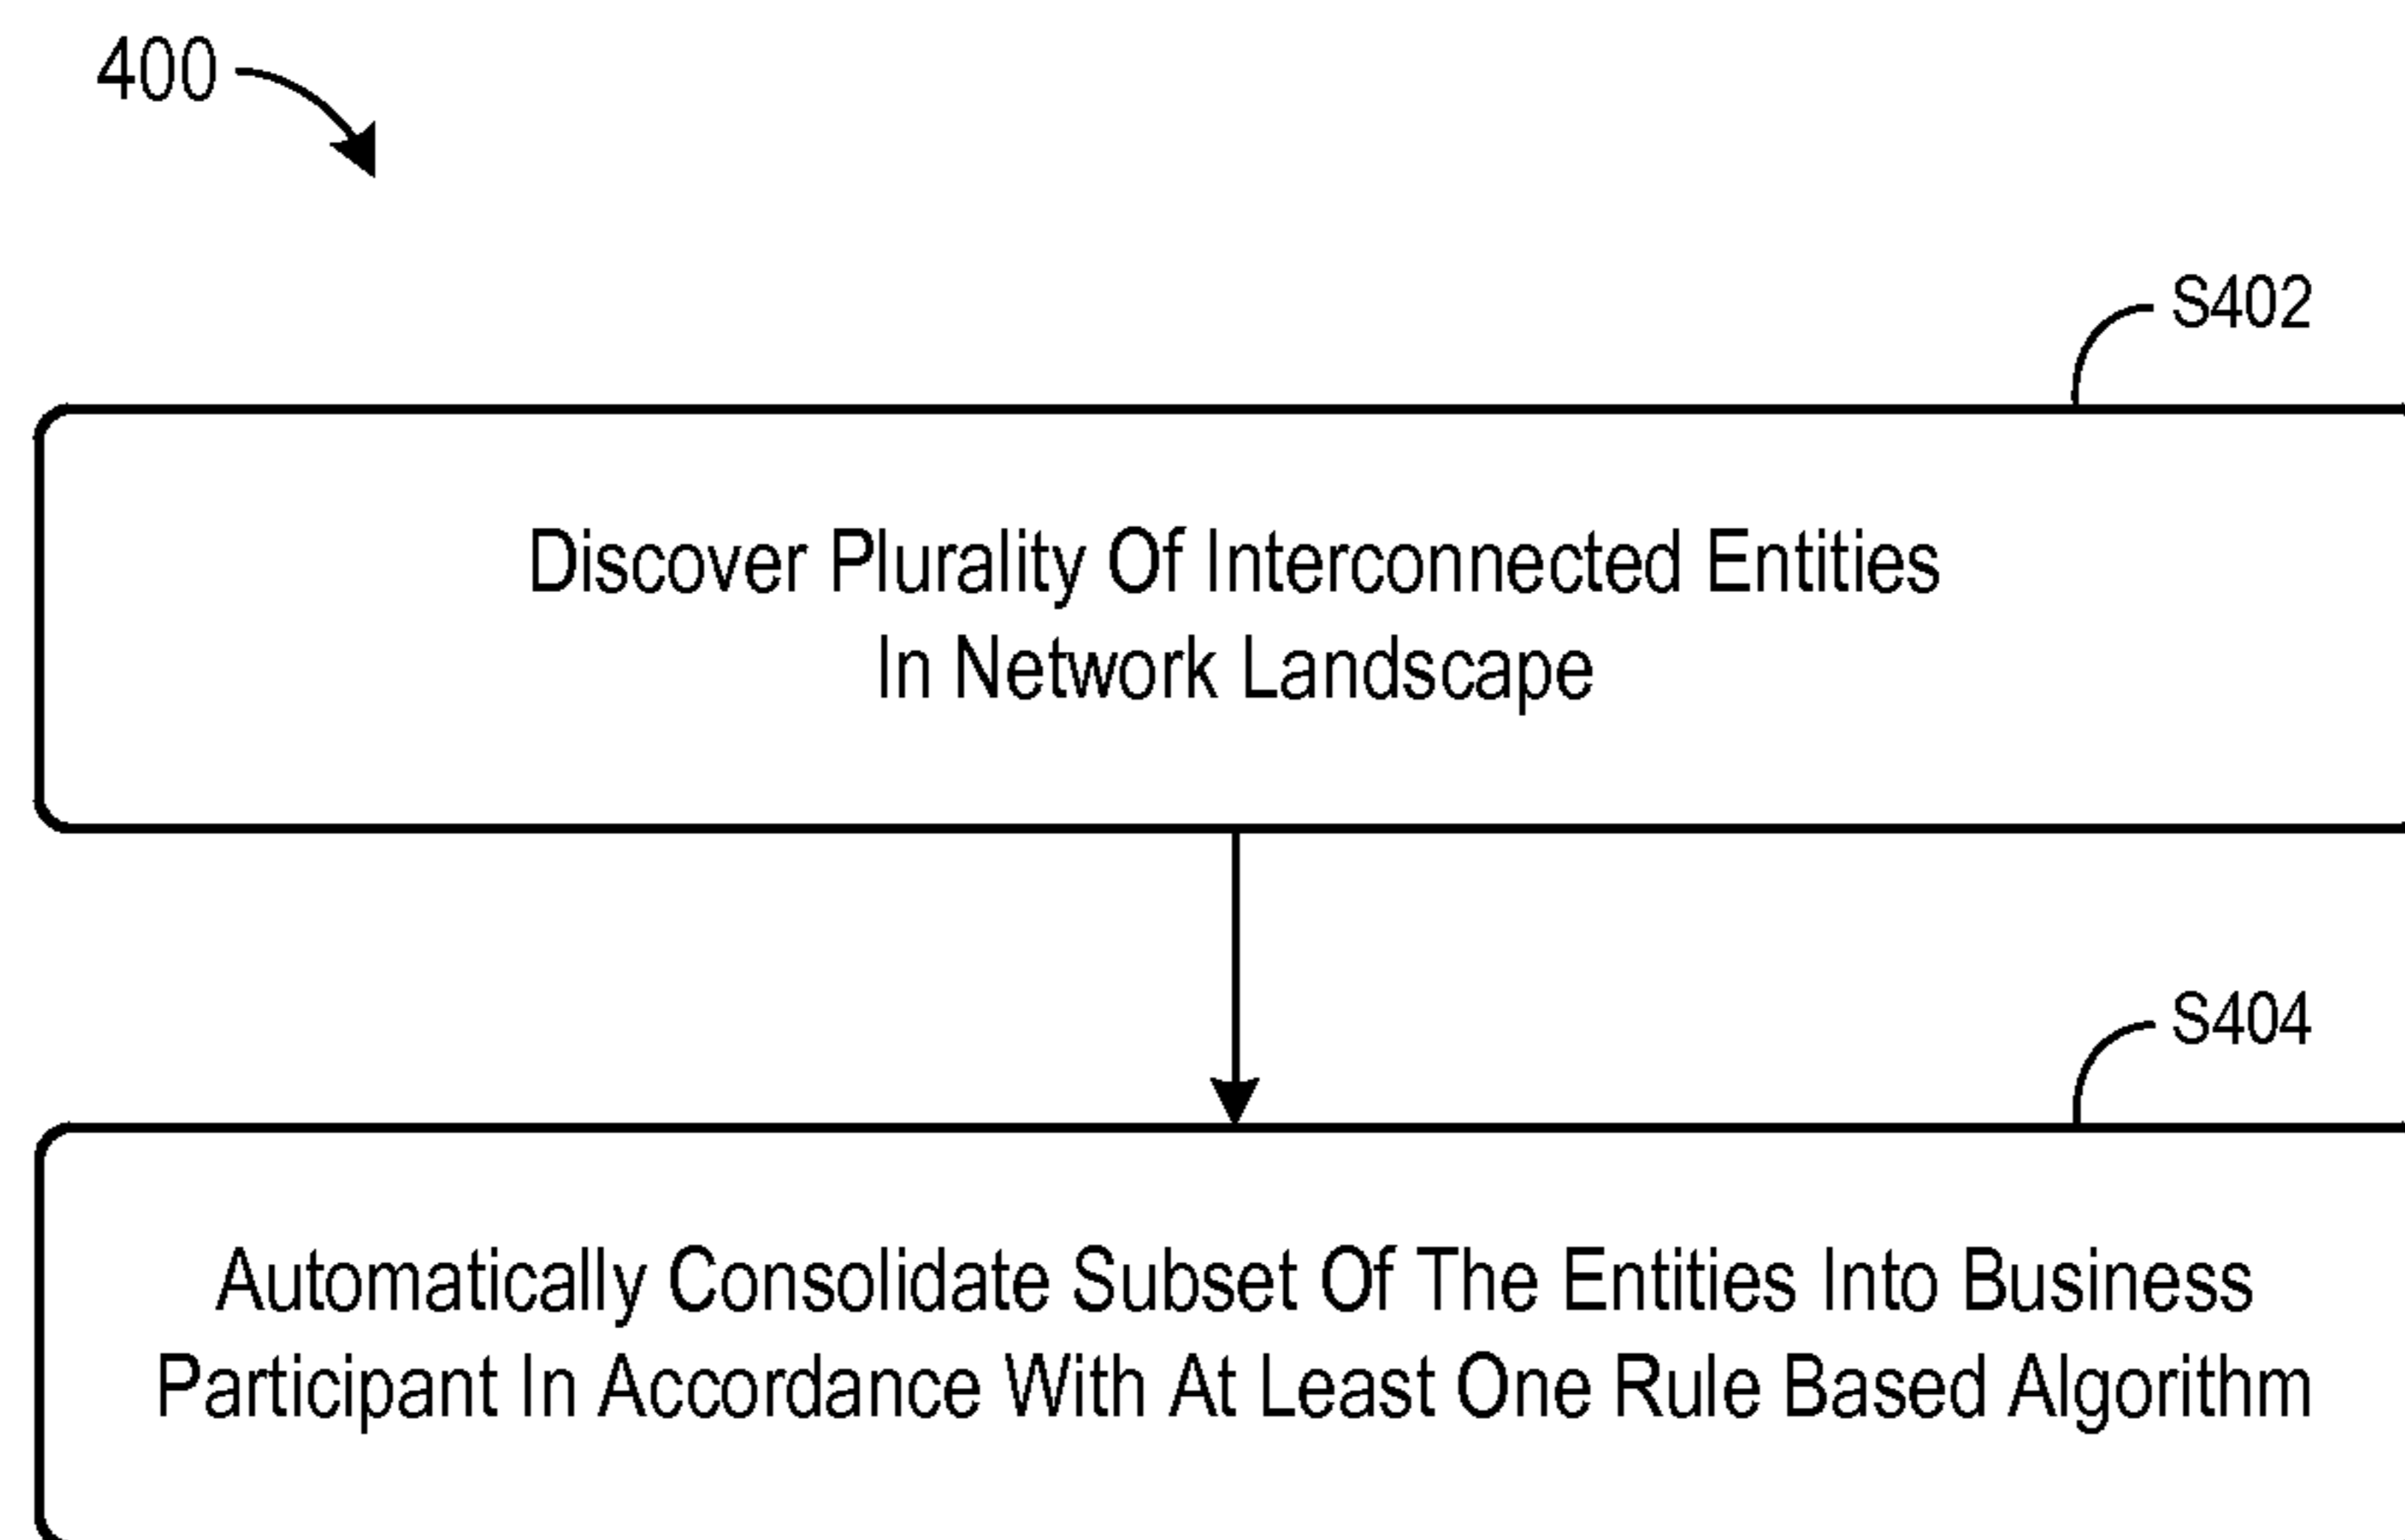 400
S402
Discover Plurality Of Interconnected Entities
In Network Landscape
S404
Automatically Consolidate Subset Of The Entities Into Business
Participant In Accordance With At Least One Rule Based Algorithm